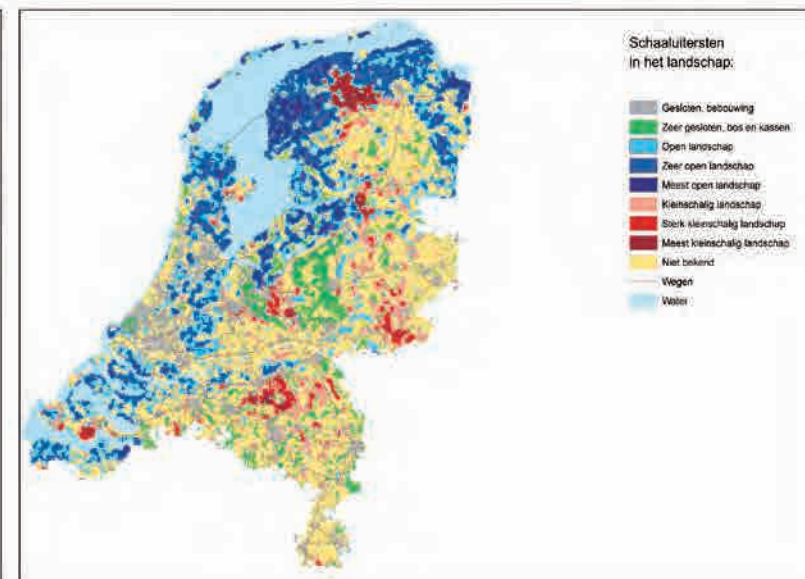 Schaaluitersten
in het landschap:
Gesloten, bebouwing
Zeer gesloten, bos en kassen
Open landschap
Zeer open landschap
Meest open landschap
Kleinschalig landschap
Sterk kleinschalig landschap
Meest kleinschalig landschap
Niet bekend
Wegen
Water